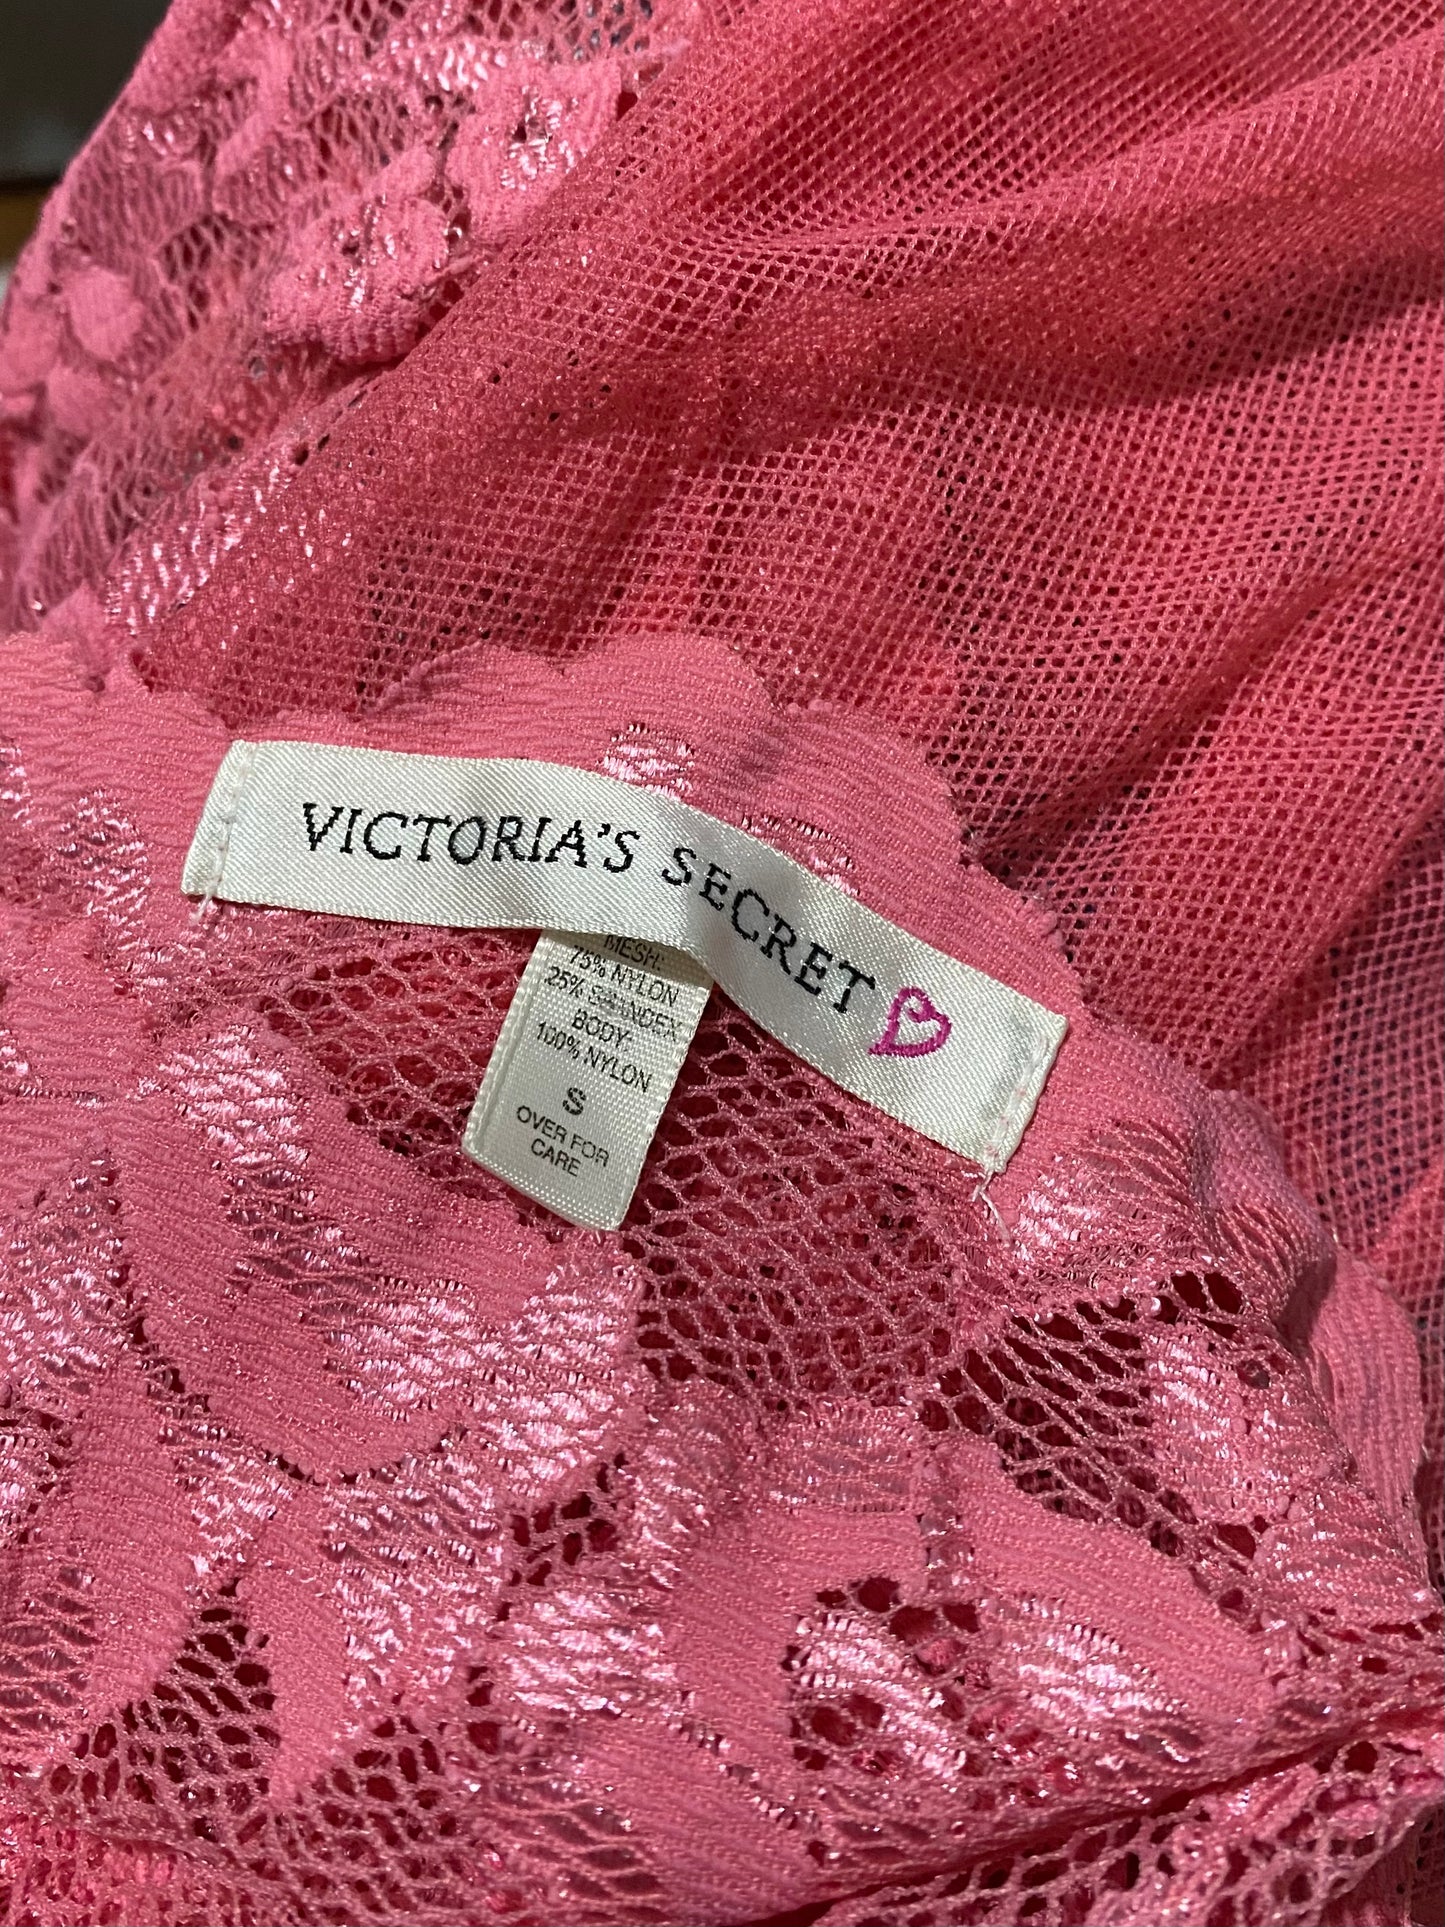 VICTORIA'S SECRET
MESH:
75% NYLON
25% SPANDEX
BODY:
100% NYLON
S
OVER FOR
CARE